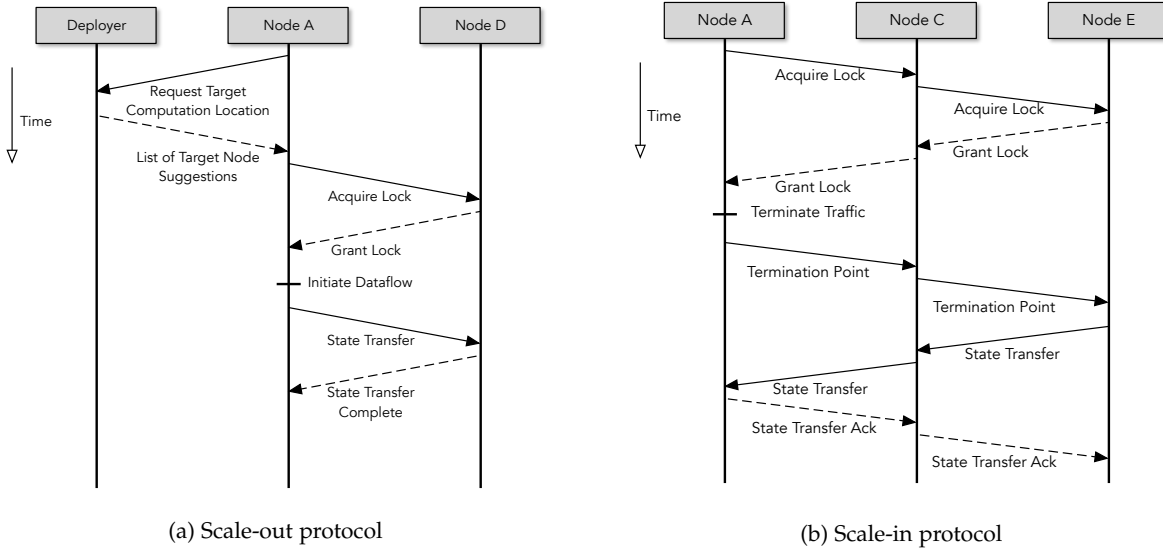 Deployer
Node A
Node D
Time
Request Target
Computation Location
List of Target Node
Suggestions
Acquire Lock
Grant Lock
Initiate Dataflow
State Transfer
State Transfer
Complete
(a) Scale-out protocol
Node A
Node C
Node E
Time
Acquire Lock
Acquire Lock
Grant Lock
Grant Lock
Terminate Traffic
Termination Point
Termination Point
State Transfer
State Transfer
State Transfer Ack
State Transfer Ack
(b) Scale-in protocol